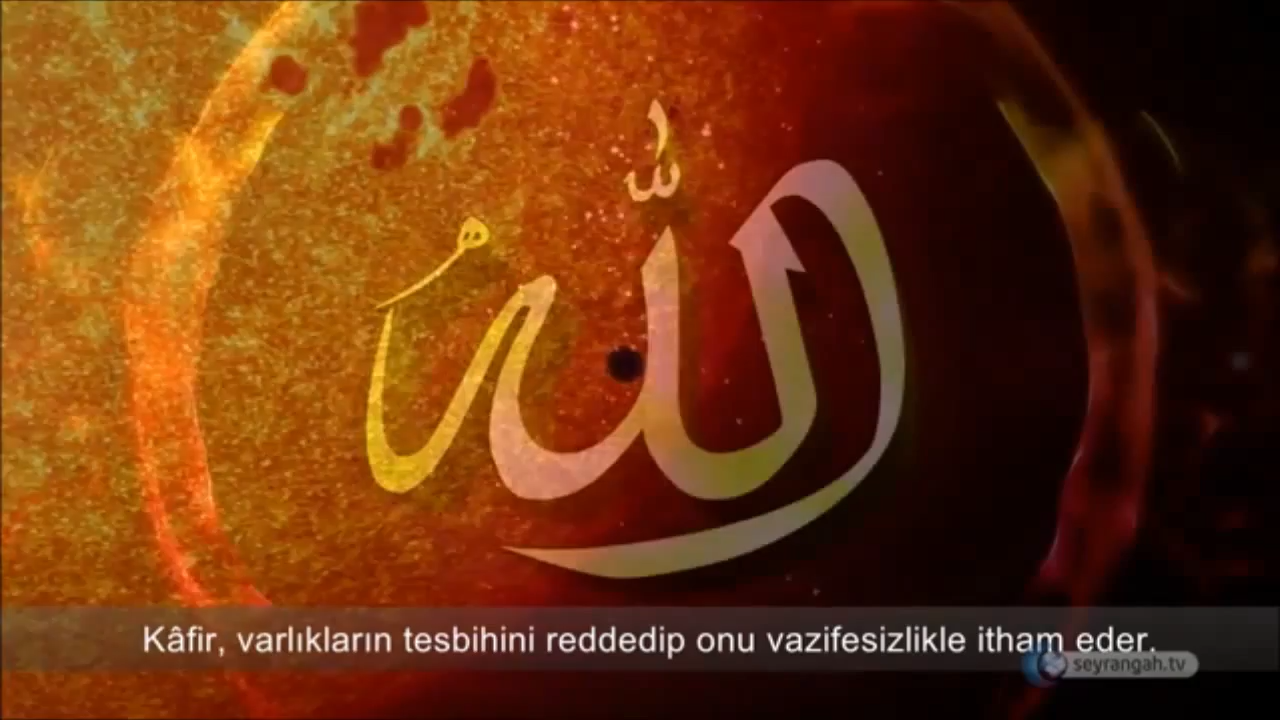 الله
Kâfir, varlıkların tesbihini reddedip onu vazifesizlikle itham eder.
seyrangah.tv